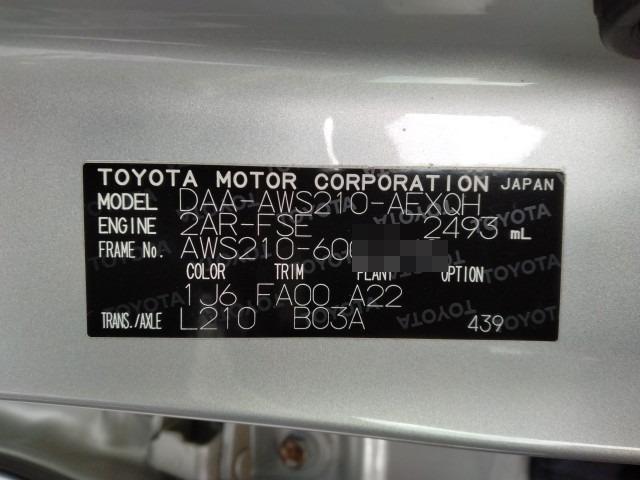 TOYOTA MOTOR CORPORATION JAPAN
MODEL DAA-AWS210-AEXQH
ENGINE 2AR-FSE 2493 mL
FRAME No. AWS210-60
COLOR TRIM PLANT OPTION
1J6 FA00 A22
TRANS./AXLE L210 B03A 439